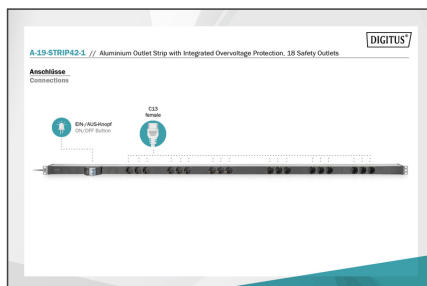 DIGITUS®
A-19-STRIP42-1 // Aluminium Outlet Strip with Integrated Overvoltage Protection, 18 Safety Outlets
Anschlüsse
Connections
C13
female
EIN-/AUS-Knopf
ON/OFF Button